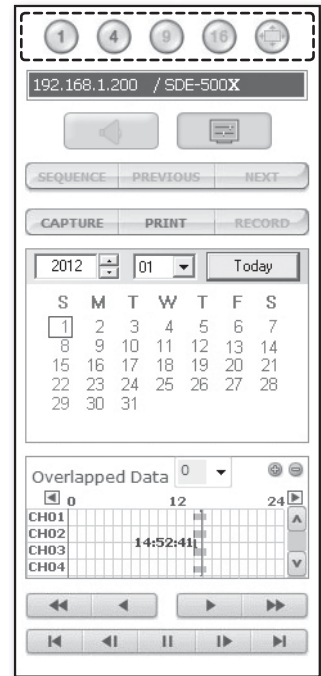 1 4 9 16
192.168.1.200 / SDE-500X
SEQUENCE PREVIOUS NEXT
CAPTURE PRINT RECORD
2012 01 Today
S M T W T F S
1 2 3 4 5 6 7
8 9 10 11 12 13 14
15 16 17 18 19 20 21
22 23 24 25 26 27 28
29 30 31
Overlapped Data 0
0 12 24
CH01
CH02
14:52:41
CH03
CH04